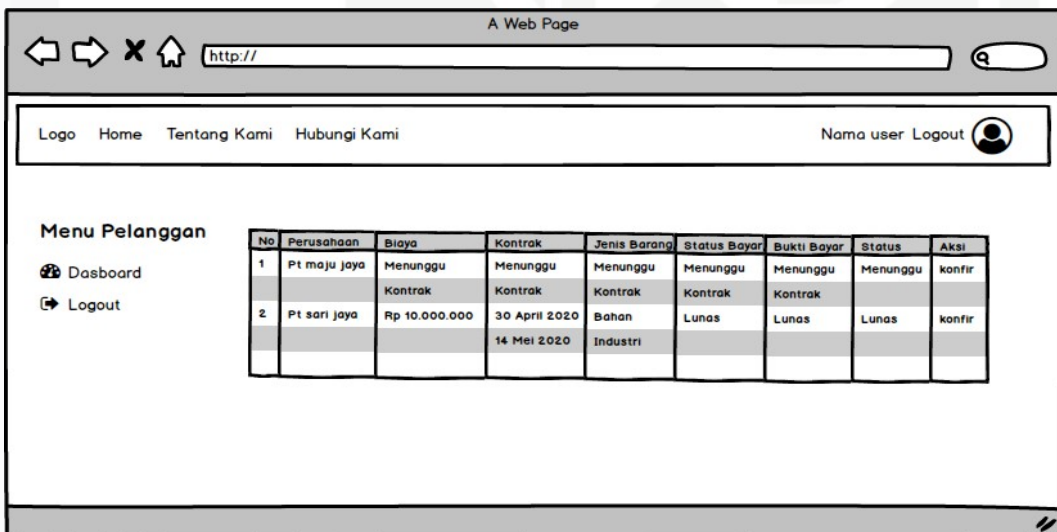 A Web Page
http://
Logo Home Tentang Kami Hubungi Kami Nama user Logout
Menu Pelanggan
Dasboard
Logout
No Perusahaan Biaya Kontrak Jenis Barang Status Bayar Bukti Bayar Status Aksi
1 Pt maju jaya Menunggu Menunggu Menunggu Menunggu Menunggu Menunggu konfir
Kontrak Kontrak Kontrak Kontrak Kontrak
2 Pt sari jaya Rp 10.000.000 30 April 2020 Bahan Lunas Lunas Lunas konfir
14 Mei 2020 Industri